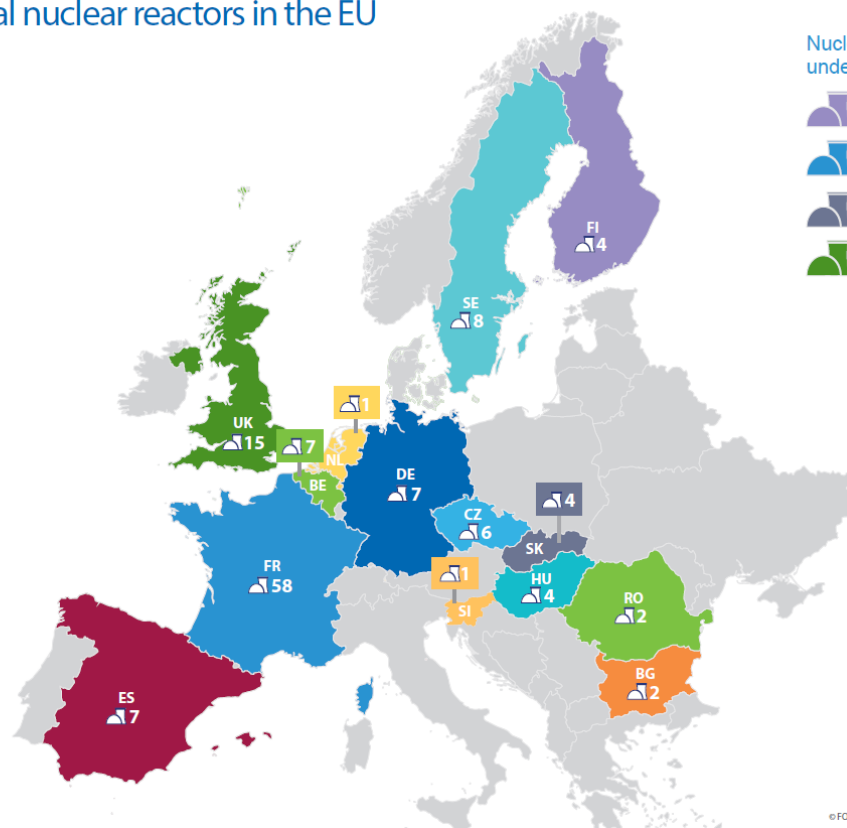 al nuclear reactors in the EU
Nucl
unde
FI
4
SE
8
1
UK
15
7
NL
BE
DE
7
4
CZ
6
SK
FR
58
1
HU
4
SI
RO
2
BG
2
ES
7
©FO